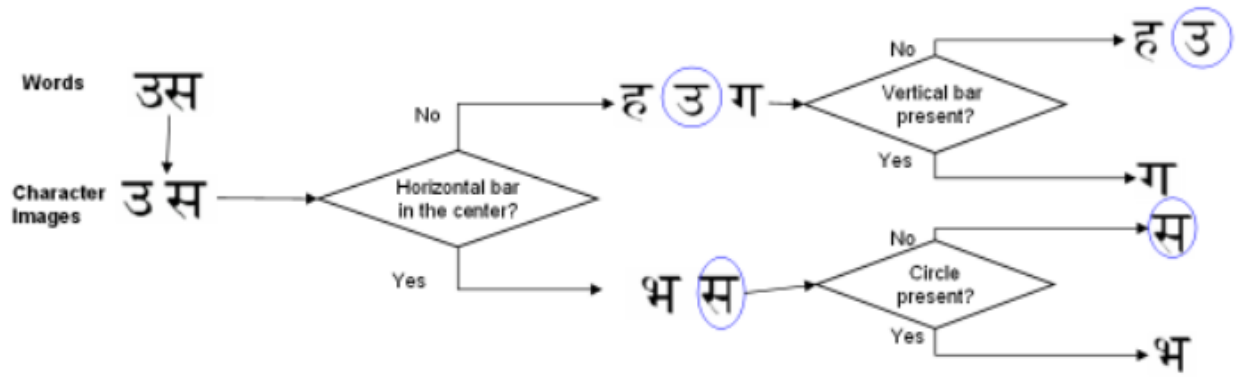 Words उस
Character Images उ स
Horizontal bar in the center?
No
ह उ ग
Yes
भ स
Vertical bar present?
No
ह उ
Yes
ग
Circle present?
No
स
Yes
भ